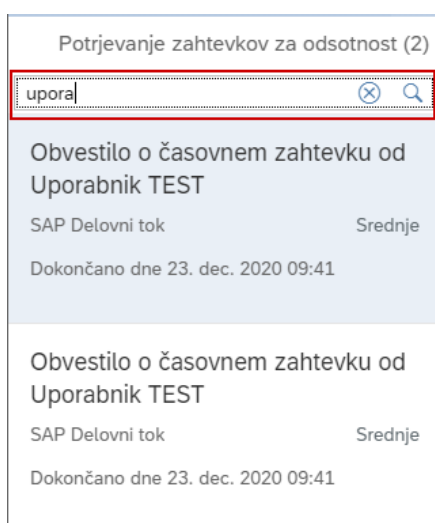 Potrjevanje zahtevkov za odsotnost (2)
upora
Obvestilo o časovnem zahtevku od
Uporabnik TEST
SAP Delovni tok Srednje
Dokončano dne 23. dec. 2020 09:41
Obvestilo o časovnem zahtevku od
Uporabnik TEST
SAP Delovni tok Srednje
Dokončano dne 23. dec. 2020 09:41